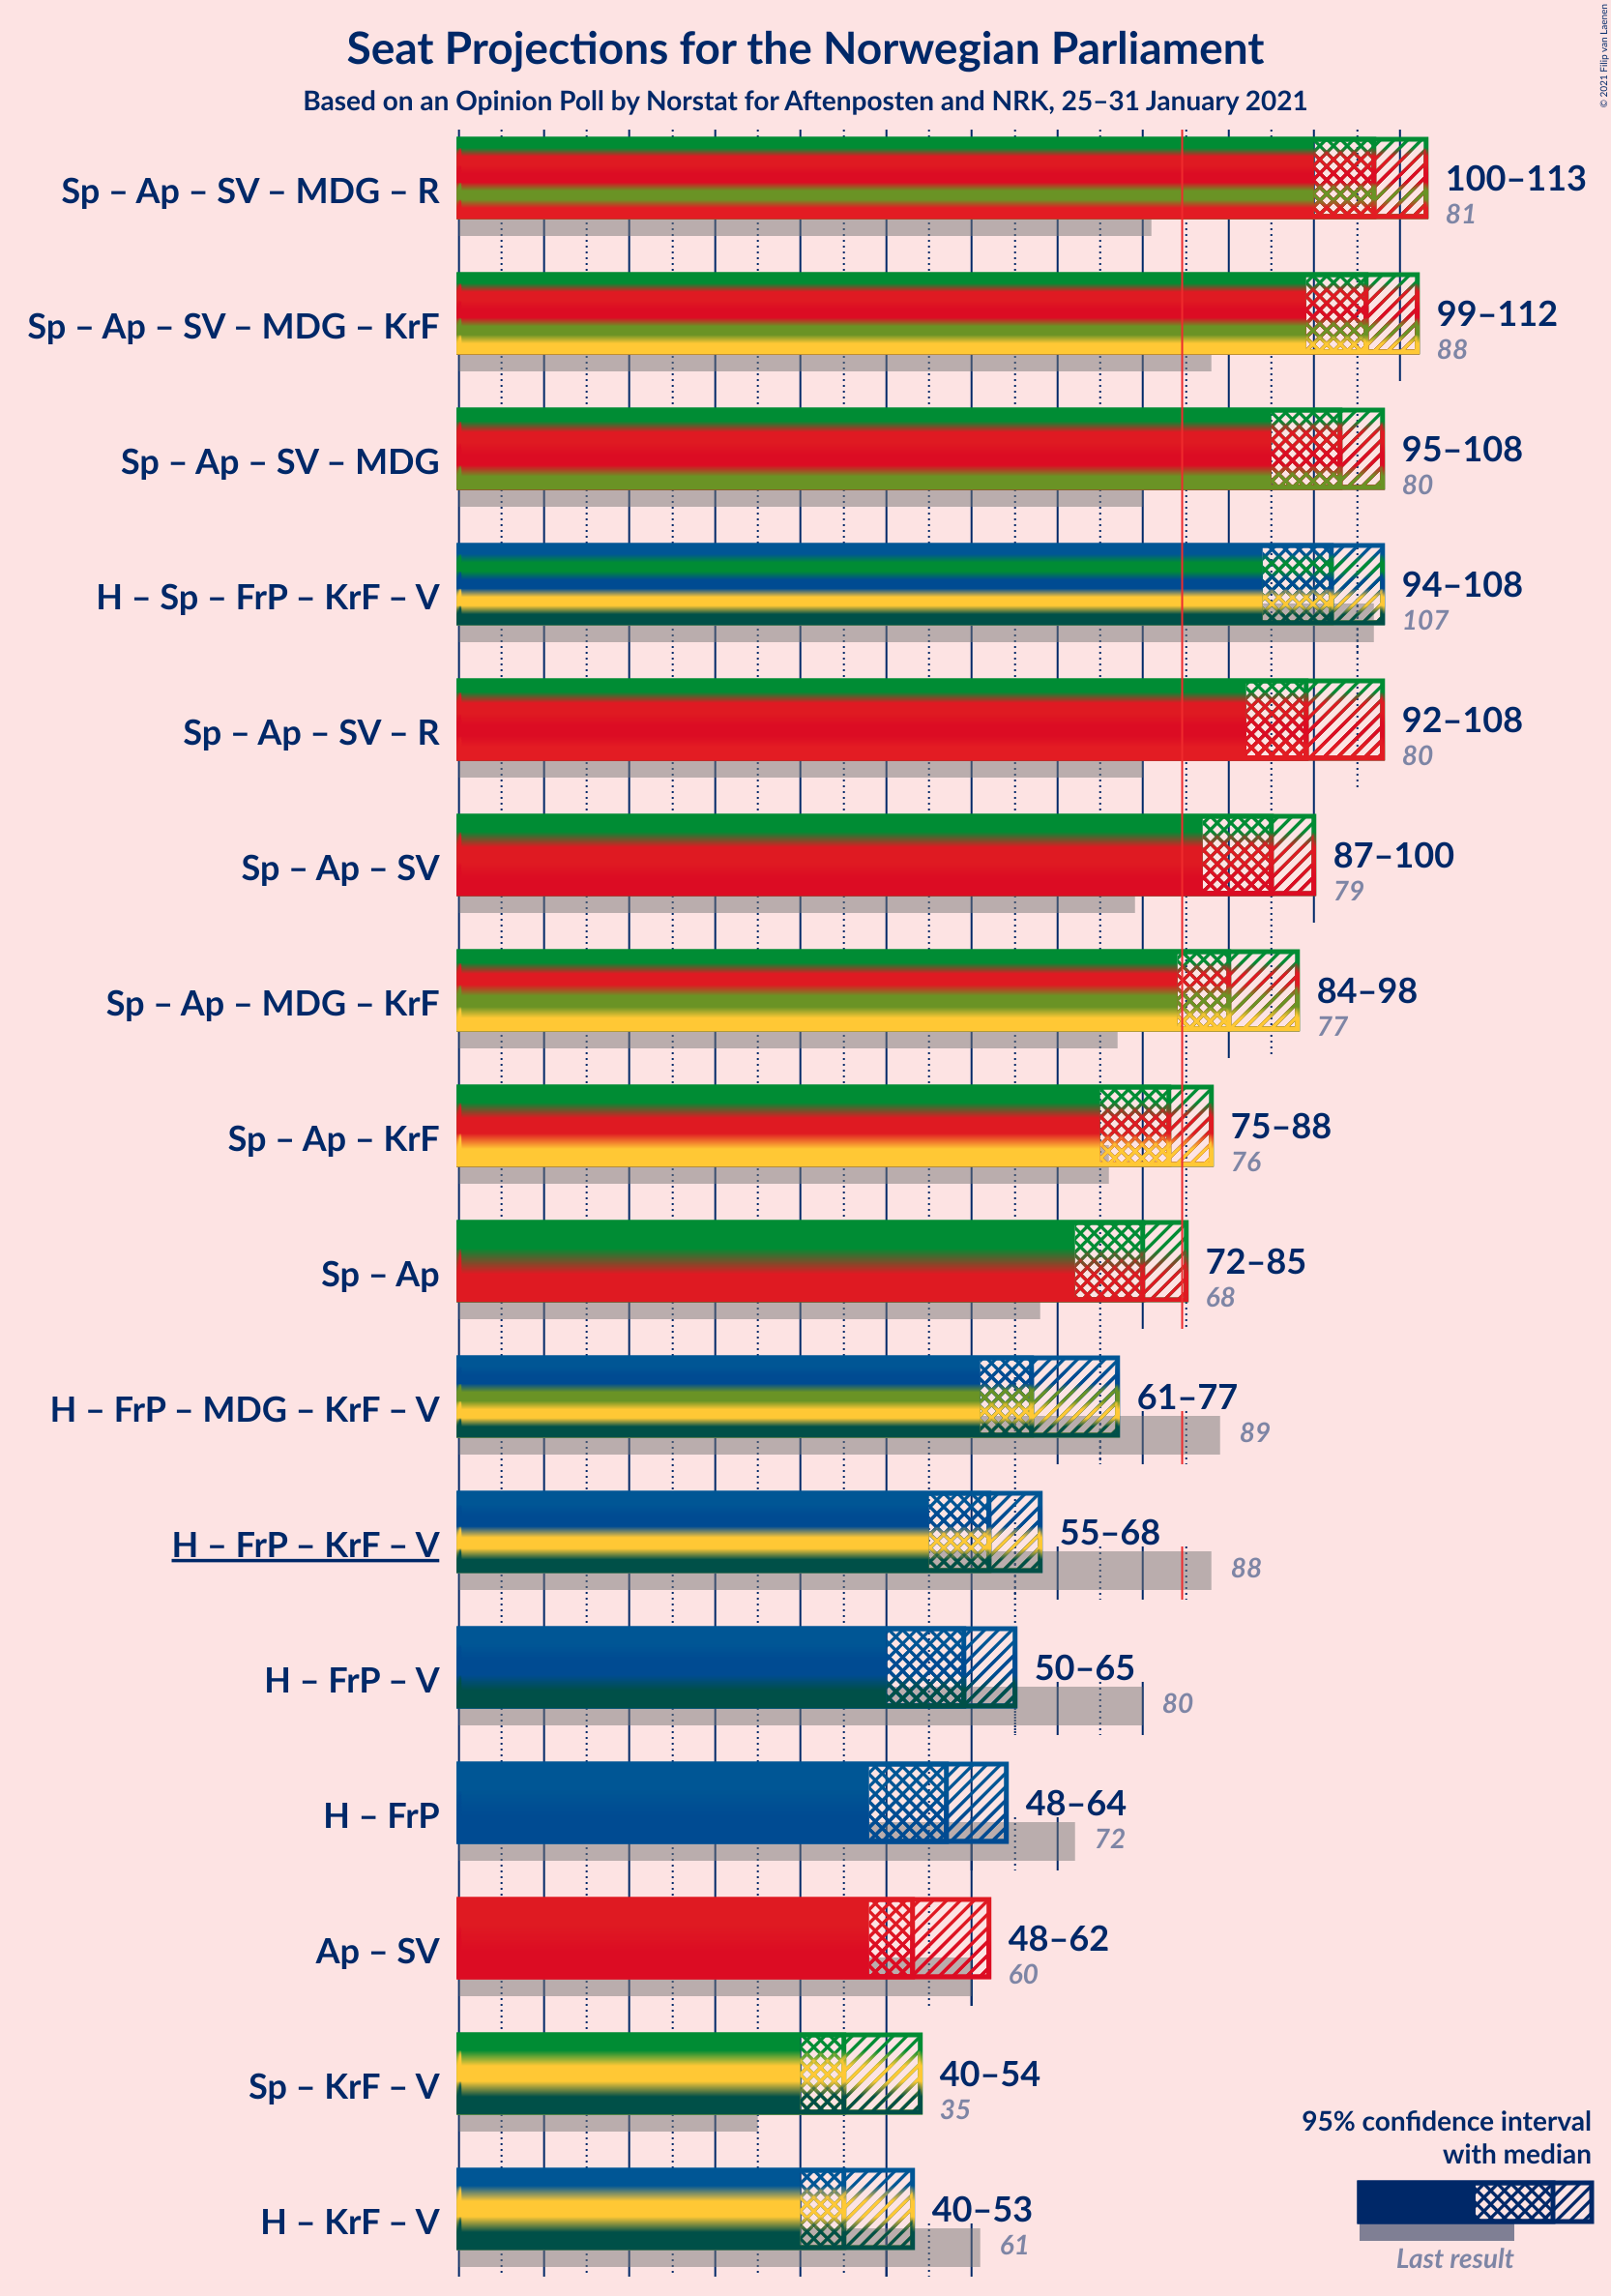 Seat Projections for the Norwegian Parliament
Based on an Opinion Poll by Norstat for Aftenposten and NRK, 25–31 January 2021
© 2021 Filip van Laenen
Sp – Ap – SV – MDG – R
100–113
81
Sp – Ap – SV – MDG – KrF
99–112
88
Sp – Ap – SV – MDG
95–108
80
H – Sp – FrP – KrF – V
94–108
107
Sp – Ap – SV – R
92–108
80
Sp – Ap – SV
87–100
79
Sp – Ap – MDG – KrF
84–98
77
Sp – Ap – KrF
75–88
76
Sp – Ap
72–85
68
H – FrP – MDG – KrF – V
61–77
89
H – FrP – KrF – V
55–68
88
H – FrP – V
50–65
80
H – FrP
48–64
72
Ap – SV
48–62
60
Sp – KrF – V
40–54
35
H – KrF – V
40–53
61
95% confidence interval
with median
Last result